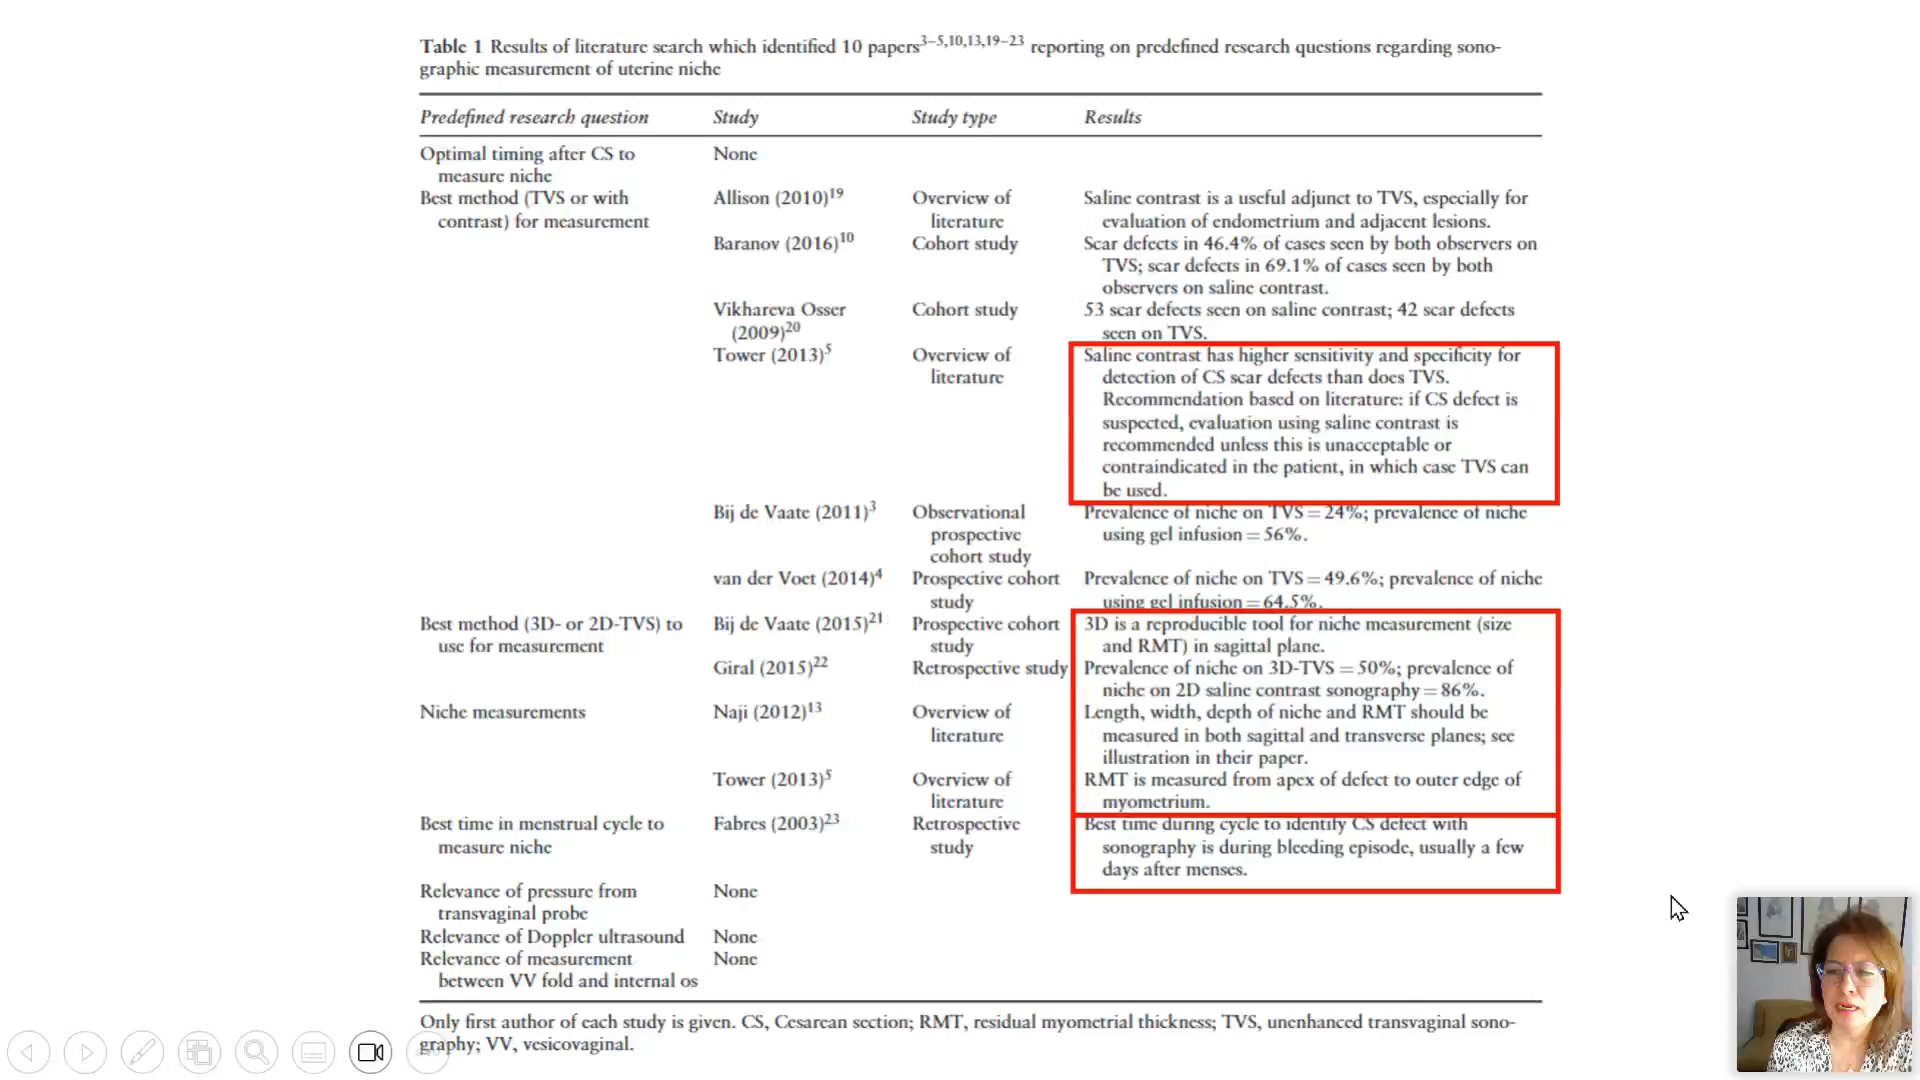 Table 1 Results of literature search which identified 10 papers3–5,10,13,19–23 reporting on predefined research questions regarding sono-
graphic measurement of uterine niche
Predefined research question Study Study type Results
Optimal timing after CS to None
measure niche
Best method (TVS or with Allison (2010)19 Overview of Saline contrast is a useful adjunct to TVS, especially for
contrast) for measurement literature evaluation of endometrium and adjacent lesions.
Baranov (2016)10 Cohort study Scar defects in 46.4% of cases seen by both observers on
TVS; scar defects in 69.1% of cases seen by both
observers on saline contrast.
Vikhareva Osser Cohort study 53 scar defects seen on saline contrast; 42 scar defects
(2009)20 seen on TVS.
Tower (2013)5 Overview of Saline contrast has higher sensitivity and specificity for
literature detection of CS scar defects than does TVS.
Recommendation based on literature: if CS defect is
suspected, evaluation using saline contrast is
recommended unless this is unacceptable or
contraindicated in the patient, in which case TVS can
be used.
Bij de Vaate (2011)3 Observational Prevalence of niche on TVS = 24%; prevalence of niche
prospective using gel infusion = 56%.
cohort study
van der Voet (2014)4 Prospective cohort Prevalence of niche on TVS = 49.6%; prevalence of niche
study using gel infusion = 64.5%.
Best method (3D- or 2D-TVS) to Bij de Vaate (2015)21 Prospective cohort 3D is a reproducible tool for niche measurement (size
use for measurement study and RMT) in sagittal plane.
Giral (2015)22 Retrospective study Prevalence of niche on 3D-TVS = 50%; prevalence of
niche on 2D saline contrast sonography = 86%.
Niche measurements Naji (2012)13 Overview of Length, width, depth of niche and RMT should be
literature measured in both sagittal and transverse planes; see
illustration in their paper.
Tower (2013)5 Overview of RMT is measured from apex of defect to outer edge of
literature myometrium.
Best time in menstrual cycle to Fabres (2003)23 Retrospective Best time during cycle to identify CS defect with
measure niche study sonography is during bleeding episode, usually a few
days after menses.
Relevance of pressure from None
transvaginal probe
Relevance of Doppler ultrasound None
Relevance of measurement None
between VV fold and internal os
Only first author of each study is given. CS, Cesarean section; RMT, residual myometrial thickness; TVS, unenhanced transvaginal sono-
graphy; VV, vesicovaginal.